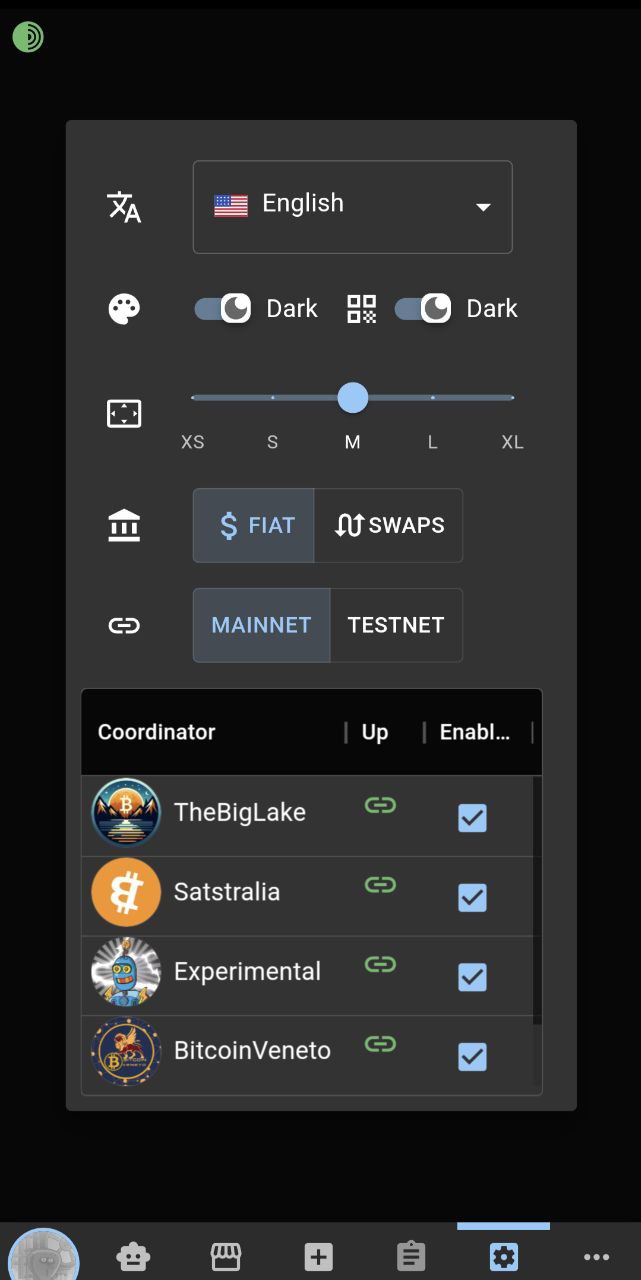 English
Dark Dark
XS S M L XL
$ FIAT SWAPS
MAINNET TESTNET
Coordinator Up Enabl...
TheBigLake
Satstralia
Experimental
BitcoinVeneto